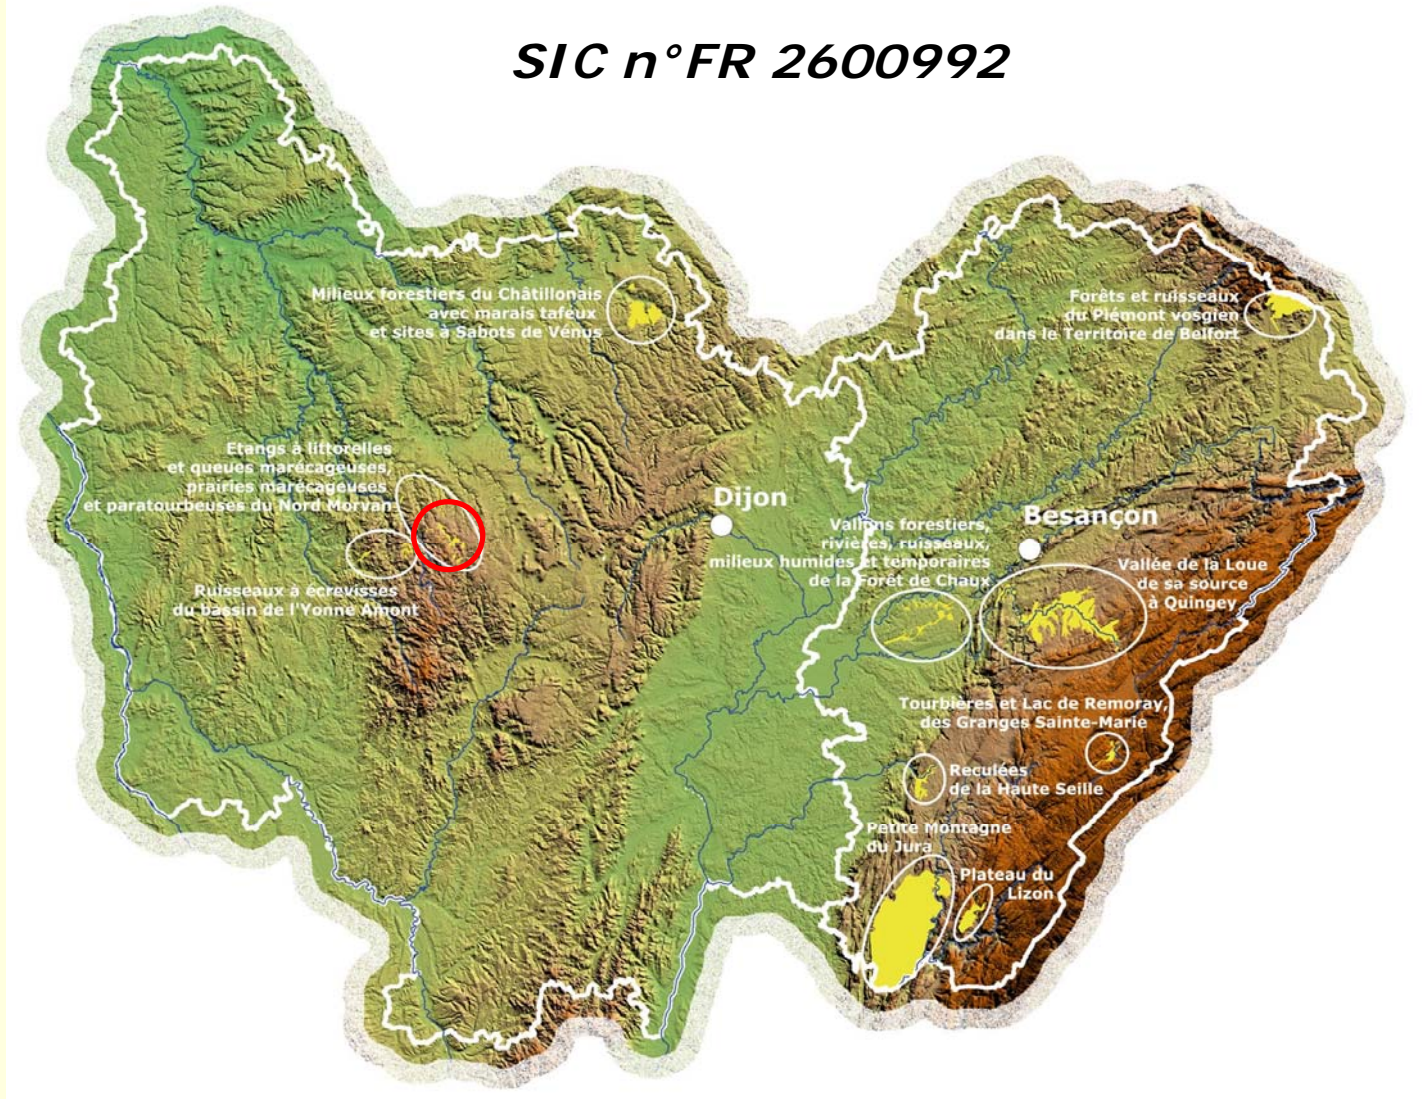 SIC n°FR 2600992
Milieux forestiers du Châtillonais
avec marais tafeux
et sites à Sabots de Vénus
Forêts et ruisseaux
du Piémont vosgien
dans le Territoire de Belfort
Etangs à littorelles
et queues marécageuses,
prairies marécageuses
et paratourbeuses du Nord Morvan
Dijon
Besançon
Vallons forestiers,
rivières, ruisseaux,
milieux humides et temporaires
de la Forêt de Chaux
Vallée de la Loue
de sa source
à Quingey
Ruisseaux à écrevisses
du bassin de l'Yonne Amont
Tourbières et Lac de Remoray,
des Granges Sainte-Marie
Reculées
de la Haute Seille
Petite Montagne
du Jura
Plateau du
Lizon